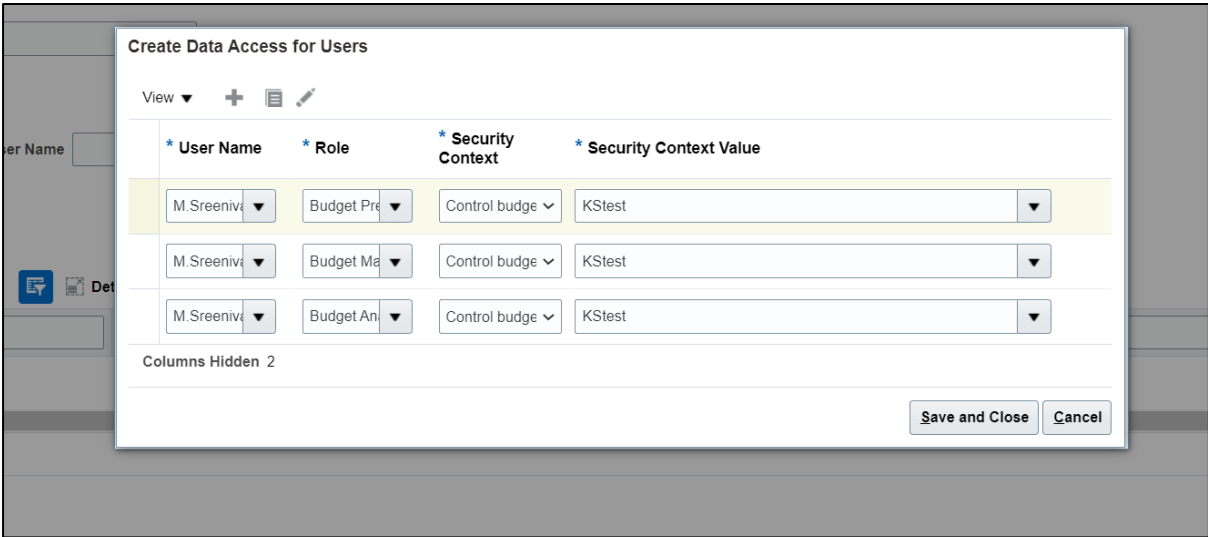 Create Data Access for Users
View
ser Name
* User Name * Role * Security Context * Security Context Value
M.Sreeniva Budget Pre Control budge KStest
M.Sreeniva Budget Ma Control budge KStest
Det
M.Sreeniva Budget Ana Control budge KStest
Columns Hidden 2
Save and Close Cancel